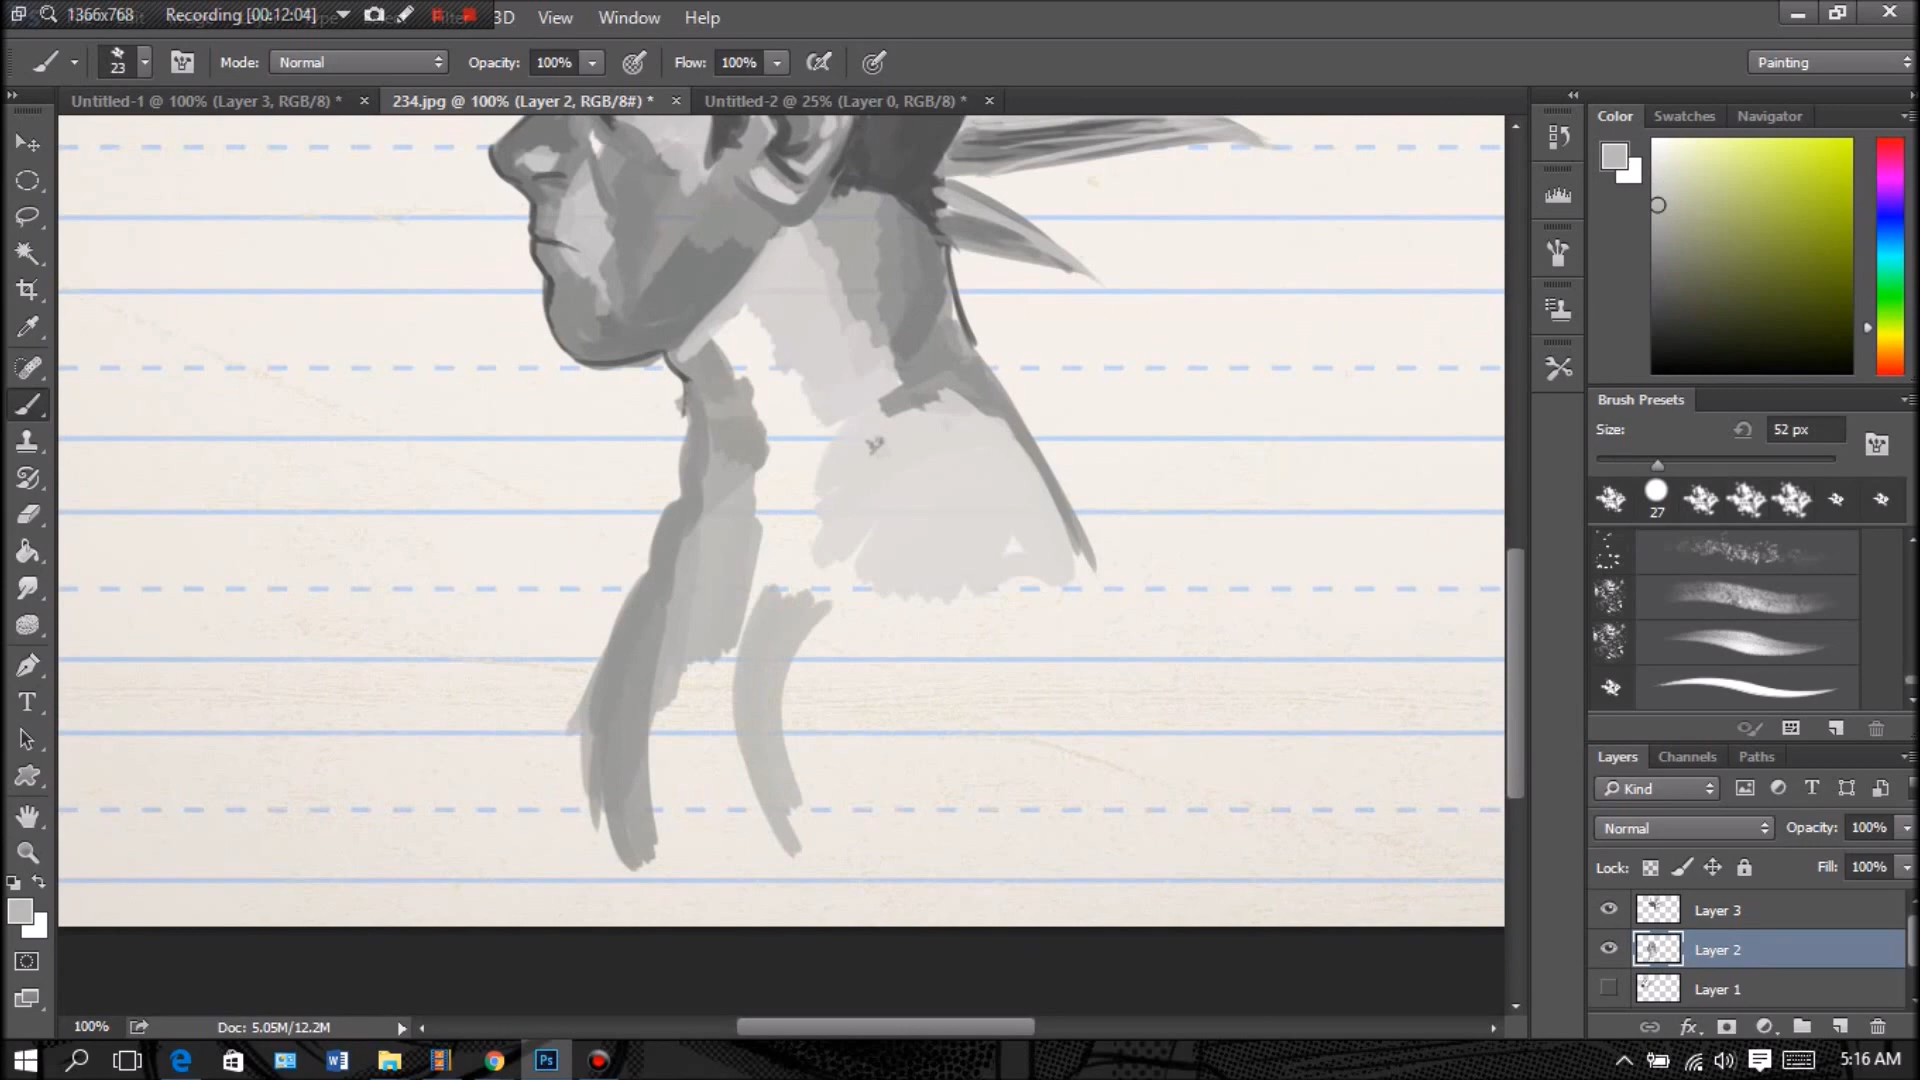 1366x768 Recording [00:12:04] 3D View Window Help
23 Mode: Normal Opacity: 100% Flow: 100% Painting
Untitled-1 @ 100% (Layer 3, RGB/8) * 234.jpg @ 100% (Layer 2, RGB/8#) * Untitled-2 @ 25% (Layer 0, RGB/8) *
Color Swatches Navigator
Brush Presets
Size: 52 px
27
Layers Channels Paths
Kind
Normal Opacity: 100%
Lock: Fill: 100%
Layer 3
Layer 2
Layer 1
100% Doc: 5.05M/12.2M
Ps 5:16 AM